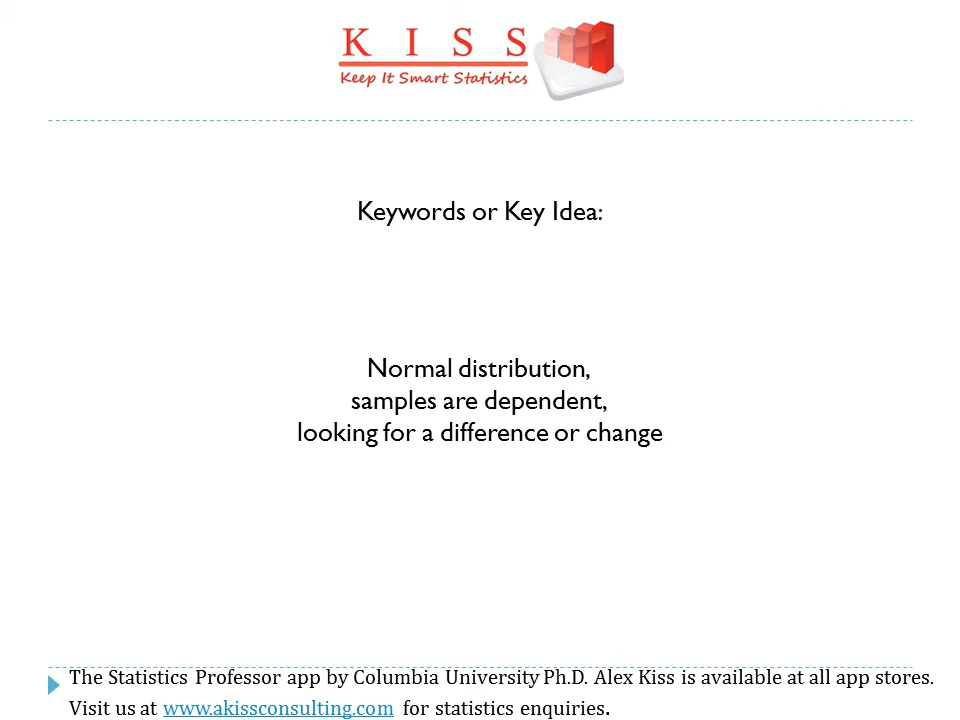 K I S S
Keep It Smart Statistics
Keywords or Key Idea:
Normal distribution,
samples are dependent,
looking for a difference or change
The Statistics Professor app by Columbia University Ph.D. Alex Kiss is available at all app stores.
Visit us at www.akissconsulting.com for statistics enquiries.